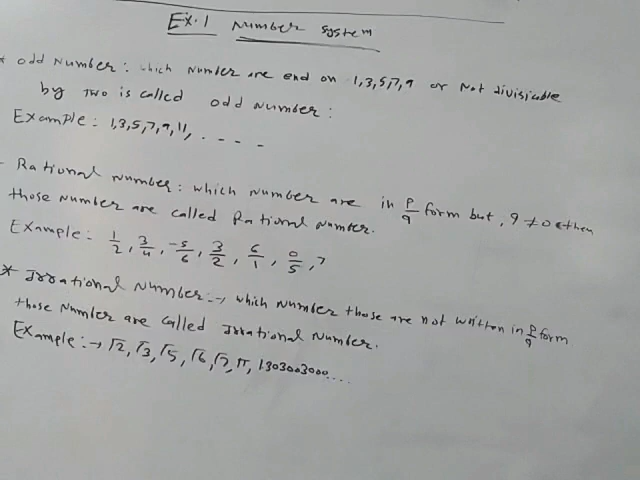 Ex.1 Number system
* odd Number: which Number are end on 1,3,5,7,9 or Not divisicable
by Two is called odd Number:
Example: 1,3,5,7,9,11, . - - -
- Rational Number: which Number are in p/q form but, q ≠ 0 then
those Number are called Rational Number.
Example:- 1/2, 3/4, -5/6, 3/2, 6/1, 0/5, 7
* Irrational Number:→ which Number those are not written in p/q form
those Number are called Irrational Number.
Example:→ √2, √3, √5, √6, √7, π, 1.303003000....